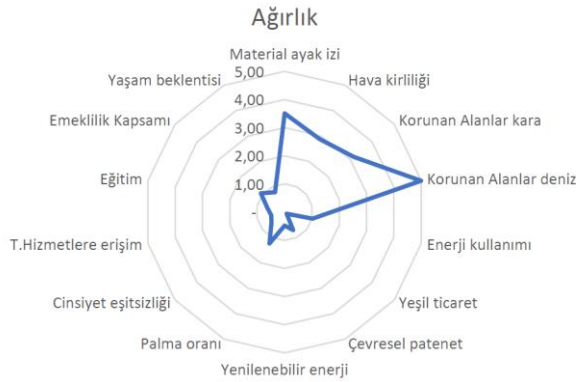 Ağırlık
Material ayak izi
Hava kirliliği
Korunan Alanlar kara
Korunan Alanlar deniz
Enerji kullanımı
Yeşil ticaret
Çevresel patenet
Yenilenebilir enerji
Palma oranı
Cinsiyet eşitsizliği
T.Hizmetlere erişim
Eğitim
Emeklilik Kapsamı
Yaşam beklentisi
5,00
4,00
3,00
2,00
1,00
-